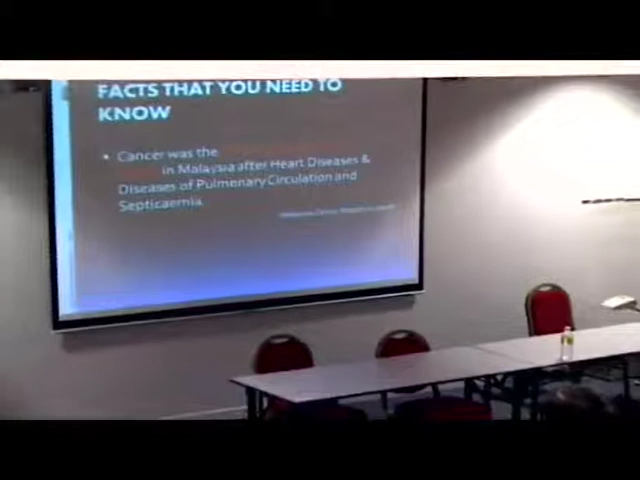 FACTS THAT YOU NEED TO
KNOW
• Cancer was the
in Malaysia after Heart Diseases &
Diseases of Pulmonary Circulation and
Septicaemia.